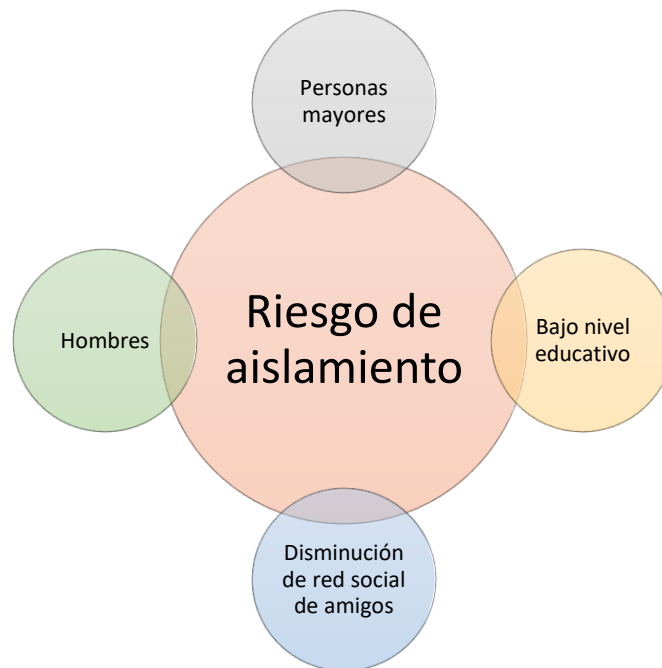 Personas
mayores
Hombres
Riesgo de
aislamiento
Bajo nivel
educativo
Disminución
de red social
de amigos